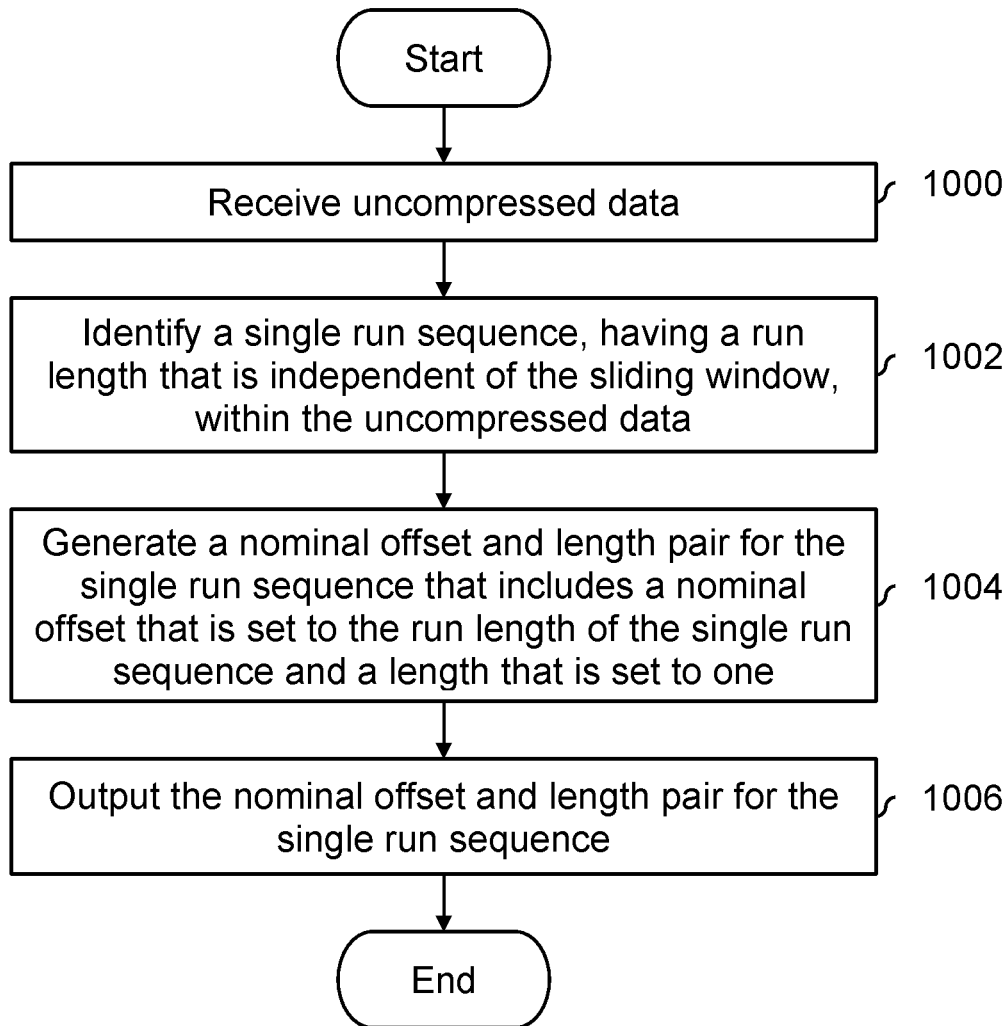 Start
Receive uncompressed data
1000
Identify a single run sequence, having a run
length that is independent of the sliding window,
within the uncompressed data
1002
Generate a nominal offset and length pair for the
single run sequence that includes a nominal
offset that is set to the run length of the single run
sequence and a length that is set to one
1004
Output the nominal offset and length pair for the
single run sequence
1006
End